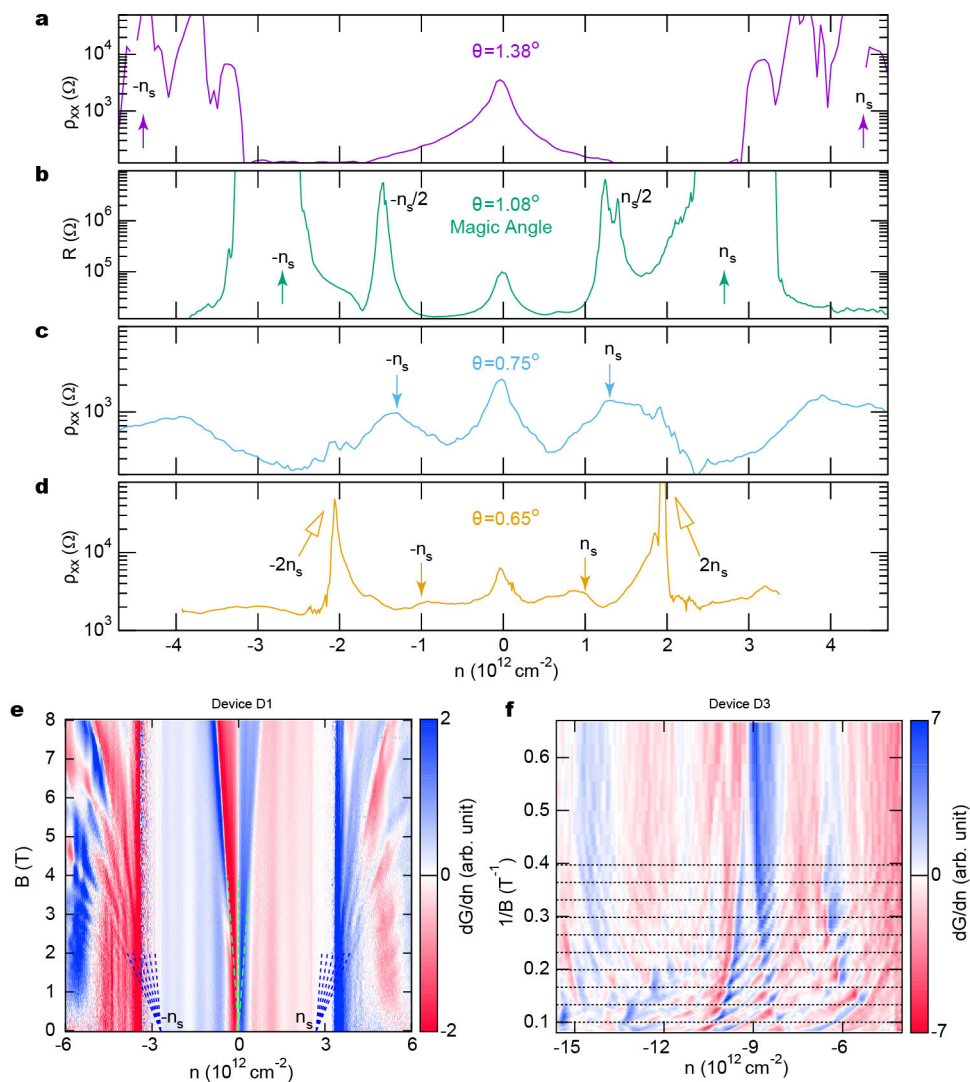 a
10⁴
10³
ρxx (Ω)
θ=1.38°
-ns
ns
b
10⁶
10⁵
R (Ω)
-ns/2
θ=1.08°
Magic Angle
ns/2
-ns
ns
c
10³
ρxx (Ω)
-ns
θ=0.75°
ns
d
10⁴
10³
ρxx (Ω)
θ=0.65°
-2ns
-ns
ns
2ns
-4 -3 -2 -1 0 1 2 3 4
n (10¹² cm⁻²)
e
Device D1
8
7
6
5
4
3
2
1
0
B (T)
-ns
ns
-6 -3 0 3 6
n (10¹² cm⁻²)
2
0
-2
dG/dn (arb. unit)
f
Device D3
0.6
0.5
0.4
0.3
0.2
0.1
1/B (T⁻¹)
-15 -12 -9 -6
n (10¹² cm⁻²)
7
0
-7
dG/dn (arb. unit)